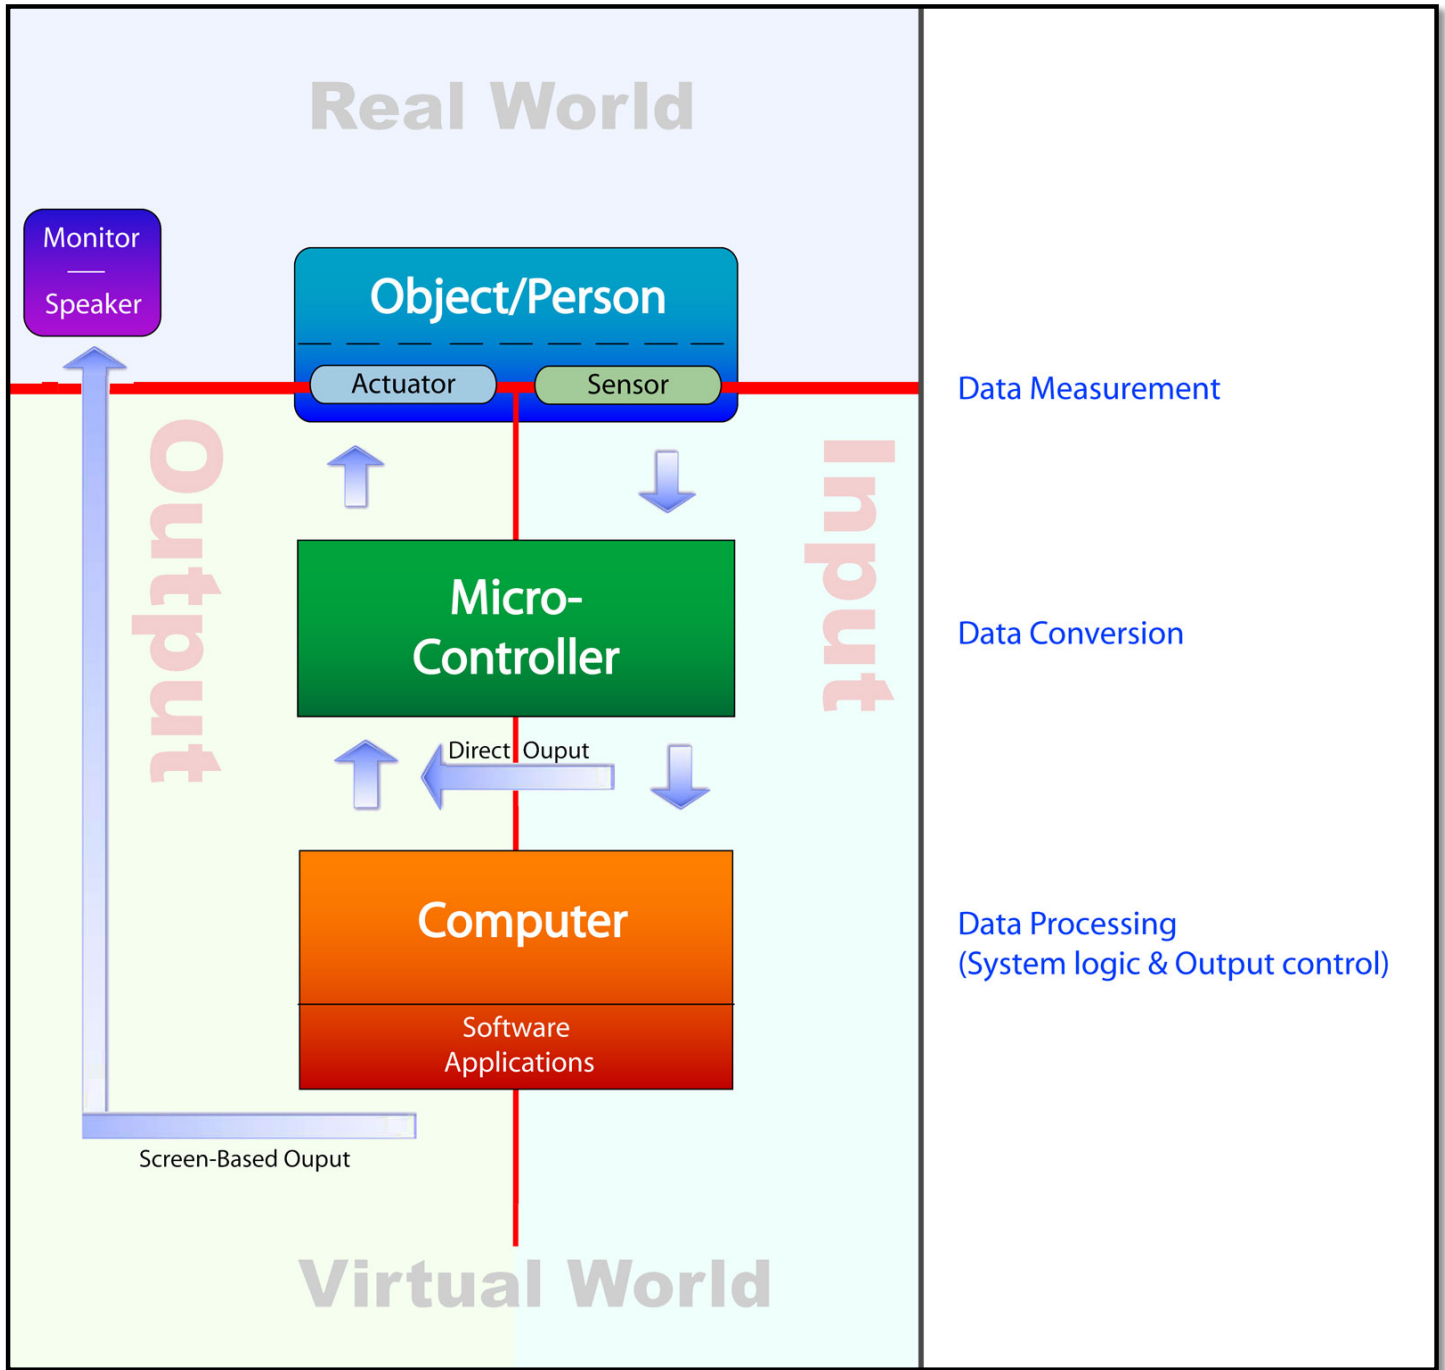 Real World
Monitor
Speaker
Object/Person
Actuator
Sensor
Data Measurement
Output
Input
Micro-
Controller
Data Conversion
Direct Ouput
Computer
Data Processing
(System logic & Output control)
Software
Applications
Screen-Based Ouput
Virtual World